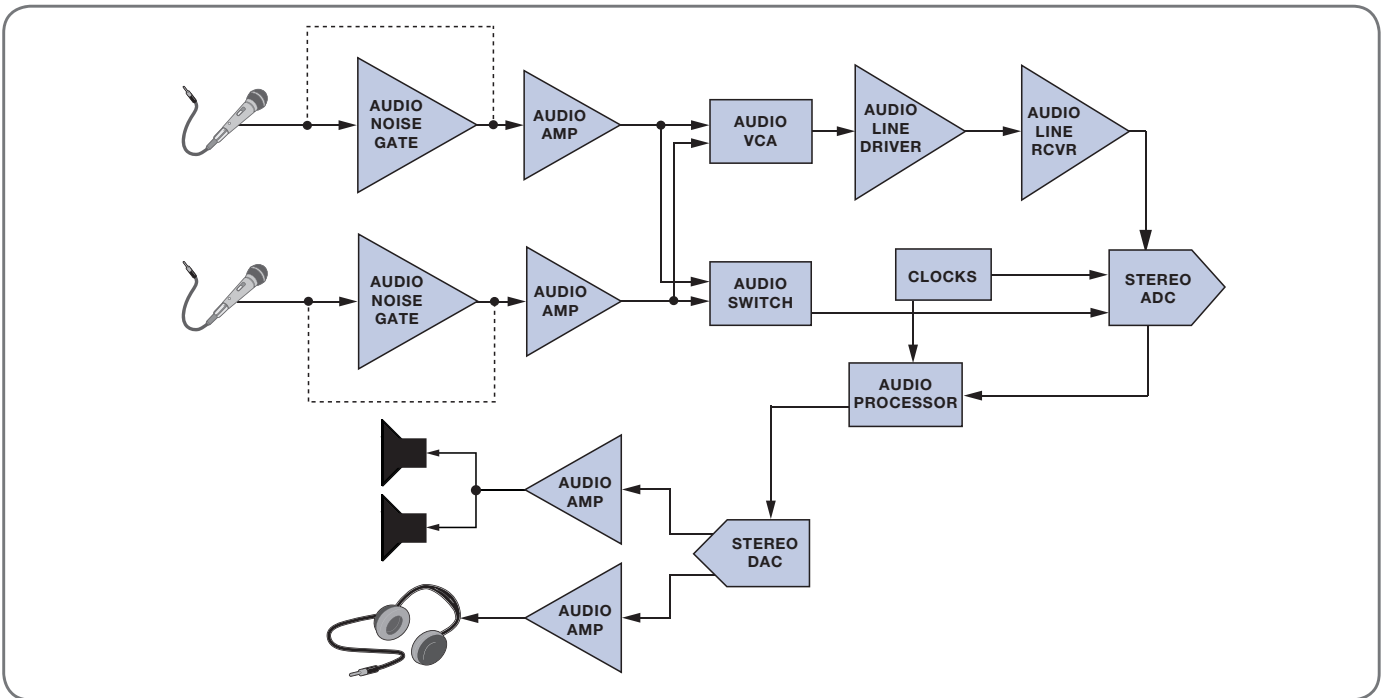 AUDIO
NOISE
GATE
AUDIO
AMP
AUDIO
VCA
AUDIO
LINE
DRIVER
AUDIO
LINE
RCVR
AUDIO
NOISE
GATE
AUDIO
AMP
AUDIO
SWITCH
CLOCKS
STEREO
ADC
AUDIO
PROCESSOR
AUDIO
AMP
STEREO
DAC
AUDIO
AMP